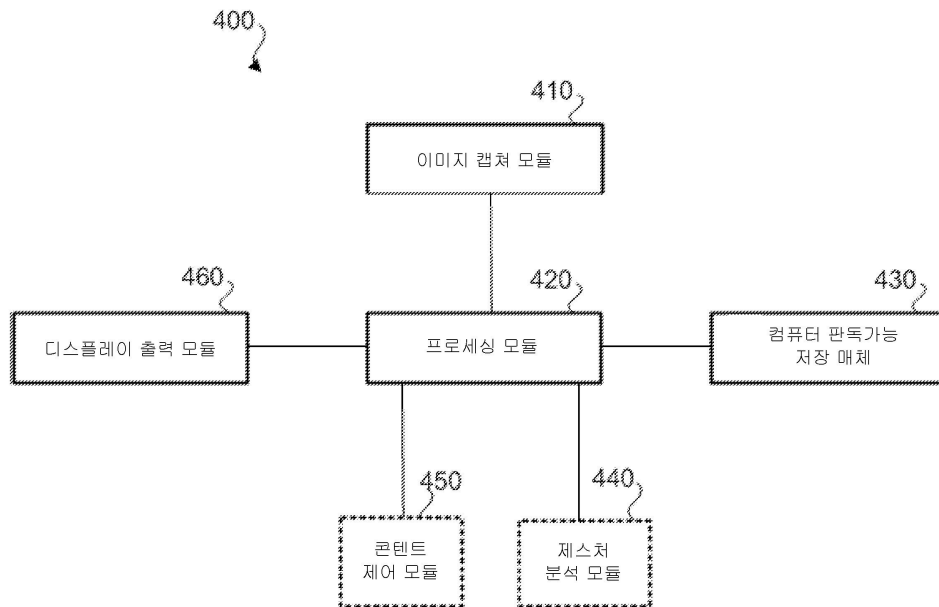 400
410
이미지 캡쳐 모듈
460
420
430
디스플레이 출력 모듈
프로세싱 모듈
컴퓨터 판독가능
저장 매체
450
440
콘텐트
제어 모듈
제스처
분석 모듈